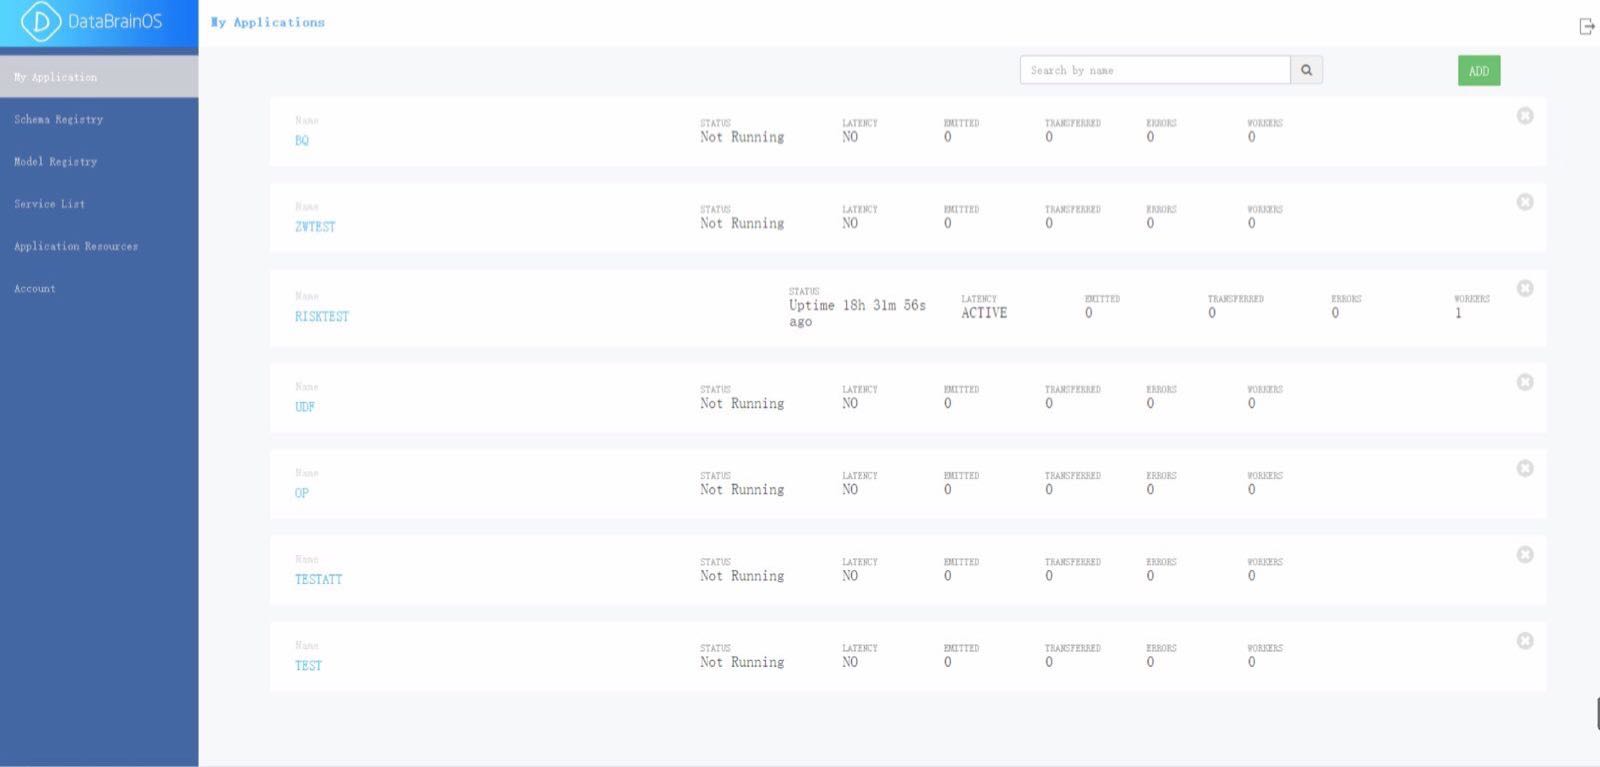 DataBrainOS
My Applications
My Application
Schema Registry
Model Registry
Service List
Application Resources
Account
Search by name
ADD
Name
BQ
STATUS
Not Running
LATENCY
NO
EMITTED
0
TRANSFERRED
0
ERRORS
0
WORKERS
0
Name
ZWTEST
STATUS
Not Running
LATENCY
NO
EMITTED
0
TRANSFERRED
0
ERRORS
0
WORKERS
0
Name
RISKTEST
STATUS
Uptime 18h 31m 56s
ago
LATENCY
ACTIVE
EMITTED
0
TRANSFERRED
0
ERRORS
0
WORKERS
1
Name
UDF
STATUS
Not Running
LATENCY
NO
EMITTED
0
TRANSFERRED
0
ERRORS
0
WORKERS
0
Name
OP
STATUS
Not Running
LATENCY
NO
EMITTED
0
TRANSFERRED
0
ERRORS
0
WORKERS
0
Name
TESTATT
STATUS
Not Running
LATENCY
NO
EMITTED
0
TRANSFERRED
0
ERRORS
0
WORKERS
0
Name
TEST
STATUS
Not Running
LATENCY
NO
EMITTED
0
TRANSFERRED
0
ERRORS
0
WORKERS
0